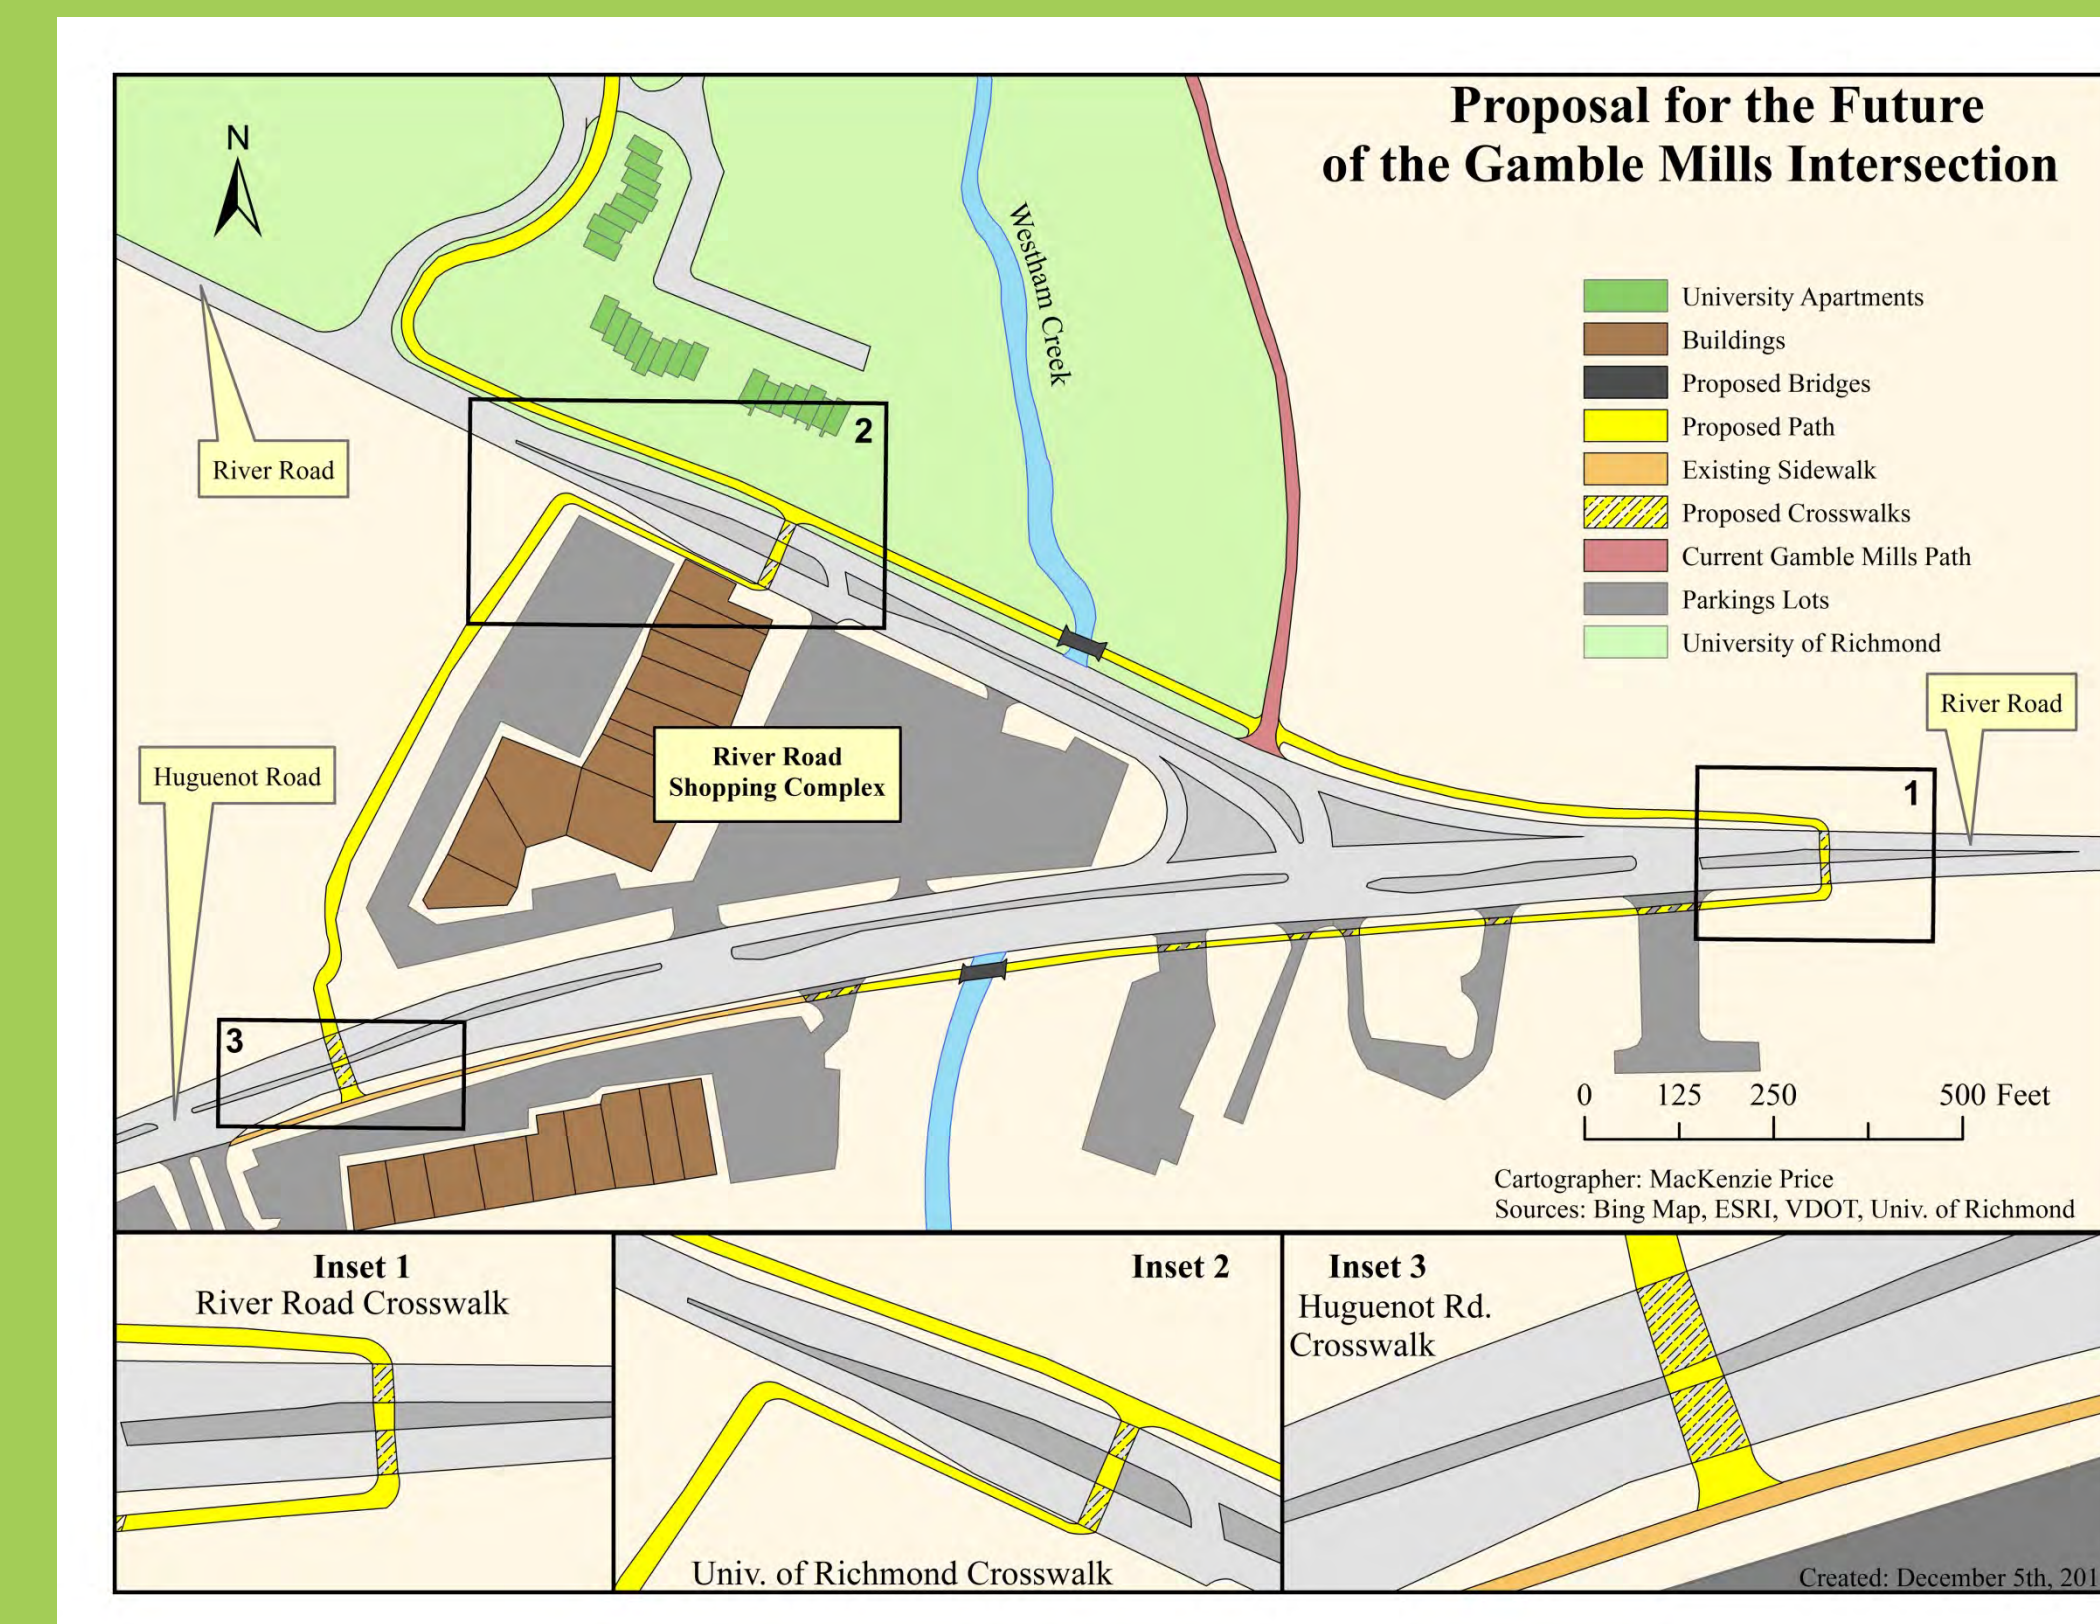 Proposal for the Future
of the Gamble Mills Intersection
N
Westham Creek
University Apartments
Buildings
Proposed Bridges
Proposed Path
Existing Sidewalk
Proposed Crosswalks
Current Gamble Mills Path
Parkings Lots
University of Richmond
River Road
2
River Road
Huguenot Road
River Road
Shopping Complex
1
3
0 125 250 500 Feet
Cartographer: MacKenzie Price
Sources: Bing Map, ESRI, VDOT, Univ. of Richmond
Inset 1
River Road Crosswalk
Inset 2
Univ. of Richmond Crosswalk
Inset 3
Huguenot Rd.
Crosswalk
Created: December 5th,